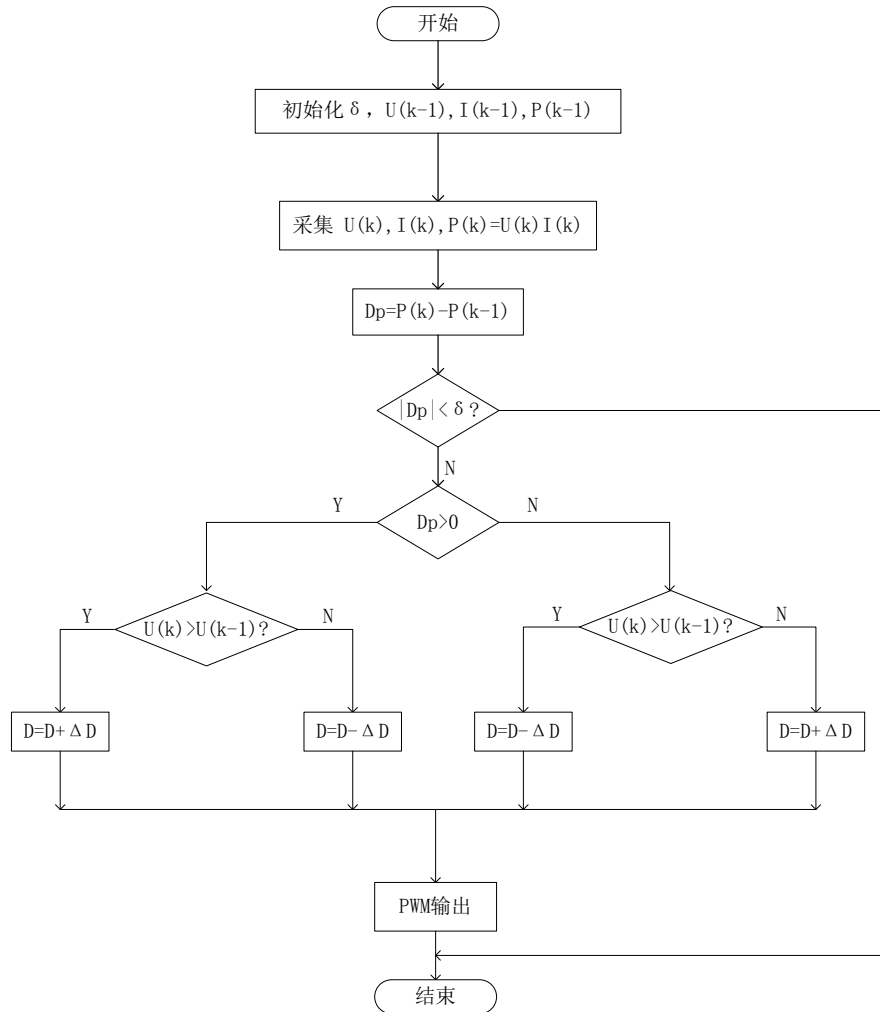 开始
初始化δ，U(k-1),I(k-1),P(k-1)
采集 U(k),I(k),P(k)=U(k)I(k)
Dp=P(k)-P(k-1)
|Dp|<δ?
N
Y
Dp>0
N
Y
U(k)>U(k-1)?
N
Y
U(k)>U(k-1)?
N
D=D+ΔD
D=D-ΔD
D=D-ΔD
D=D+ΔD
PWM输出
结束